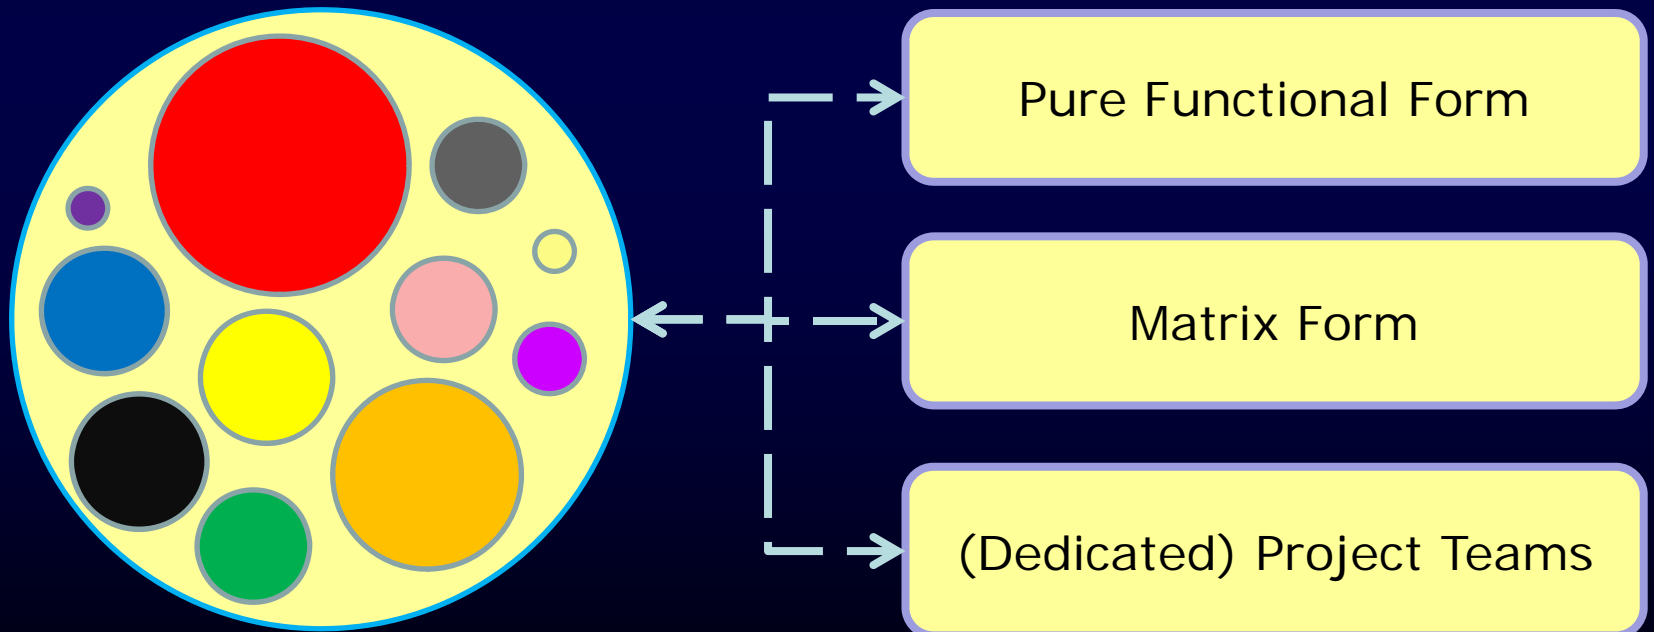 Pure Functional Form
Matrix Form
(Dedicated) Project Teams